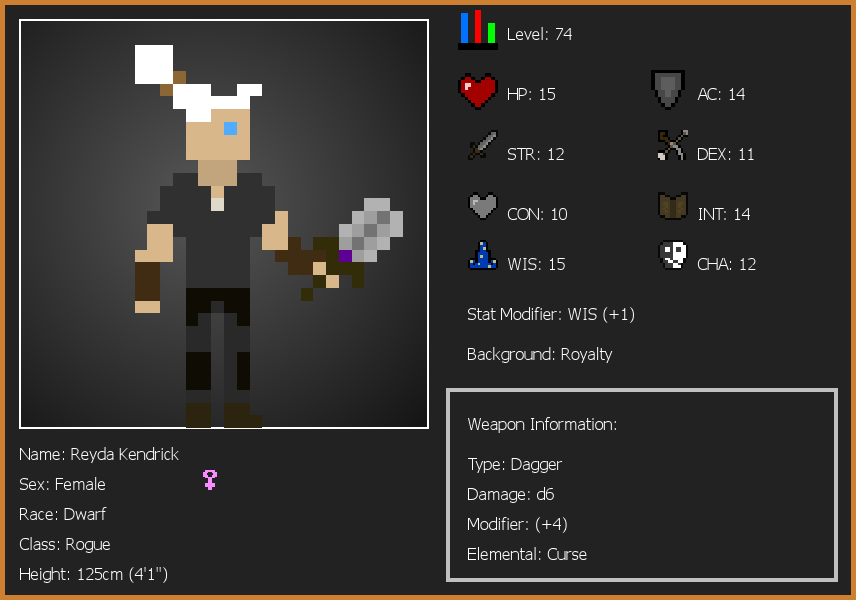 Level: 74
HP: 15
AC: 14
STR: 12
DEX: 11
CON: 10
INT: 14
WIS: 15
CHA: 12
Stat Modifier: WIS (+1)
Background: Royalty
Weapon Information:
Type: Dagger
Damage: d6
Modifier: (+4)
Elemental: Curse
Name: Reyda Kendrick
Sex: Female
Race: Dwarf
Class: Rogue
Height: 125cm (4'1")